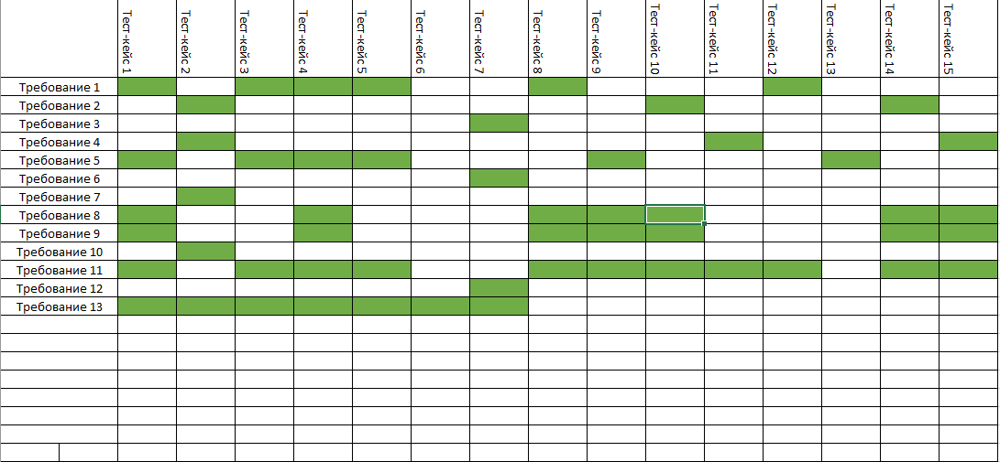 Тест-кейс 1
Тест-кейс 2
Тест-кейс 3
Тест-кейс 4
Тест-кейс 5
Тест-кейс 6
Тест-кейс 7
Тест-кейс 8
Тест-кейс 9
Тест-кейс 10
Тест-кейс 11
Тест-кейс 12
Тест-кейс 13
Тест-кейс 14
Тест-кейс 15
Требование 1
Требование 2
Требование 3
Требование 4
Требование 5
Требование 6
Требование 7
Требование 8
Требование 9
Требование 10
Требование 11
Требование 12
Требование 13